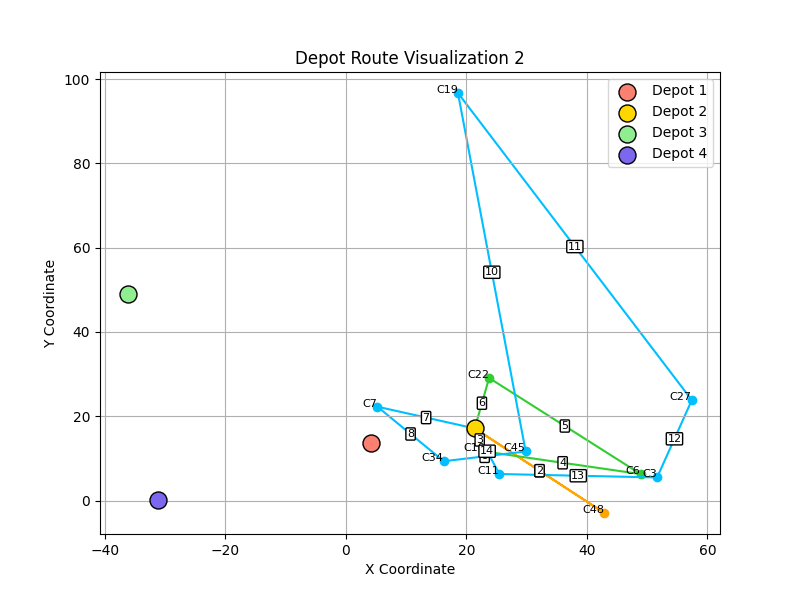 Depot Route Visualization 2
Depot 1
Depot 2
Depot 3
Depot 4
Y Coordinate
100
80
60
40
20
0
C19
11
10
C22
C27
C7
6
7
5
8
3
12
14
C45
C34
4
C11
2
13
C6
C3
C48
−40
−20
0
20
40
60
X Coordinate